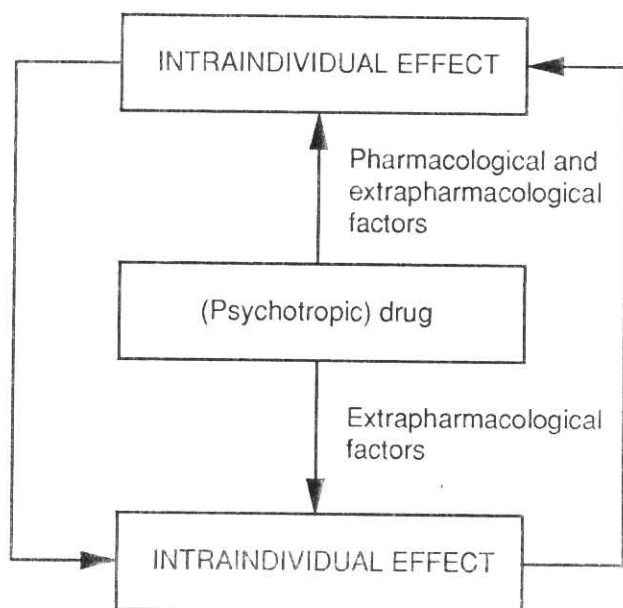 INTRAINDIVIDUAL EFFECT
Pharmacological and
extrapharmacological
factors
(Psychotropic) drug
Extrapharmacological
factors
INTRAINDIVIDUAL EFFECT